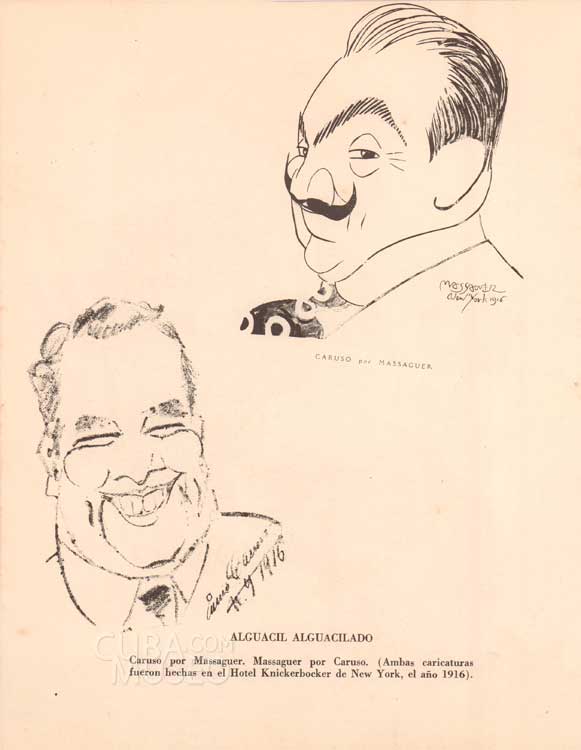 MASSAGUER
New York 1916
CARUSO por MASSAGUER
Enrico Caruso
N. Y 1916
ALGUACIL ALGUACILADO
Caruso por Massaguer. Massaguer por Caruso. (Ambas caricaturas
fueron hechas en el Hotel Knickerbocker de New York, el año 1916).
CUBA.COM
MUSEO